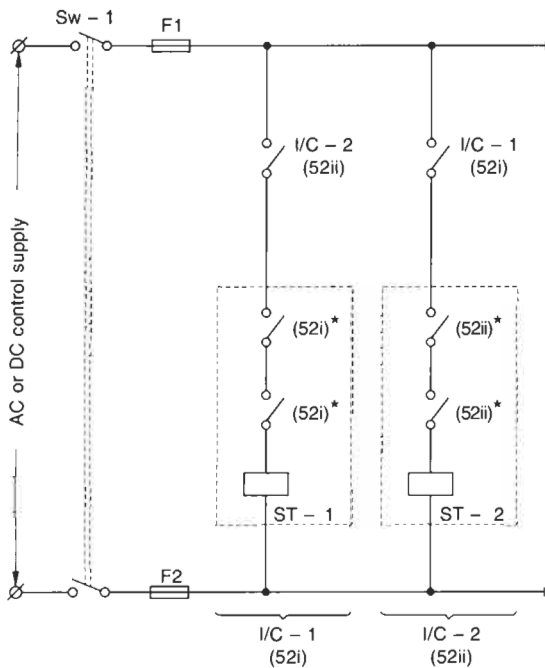 Sw – 1
F1
I/C – 2
(52ii)
I/C – 1
(52i)
AC or DC control supply
(52i)*
(52ii)*
(52i)*
(52ii)*
ST – 1
ST – 2
F2
I/C – 1
(52i)
I/C – 2
(52ii)